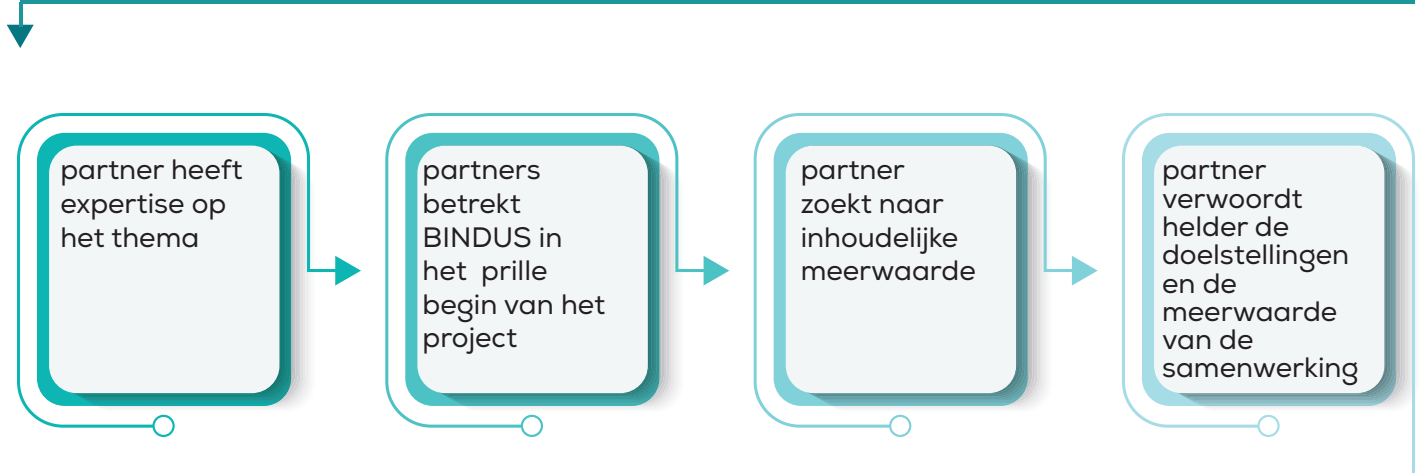 partner heeft
expertise op
het thema
partners
betrekt
BINDUS in
het prille
begin van het
project
partner
zoekt naar
inhoudelijke
meerwaarde
partner
verwoordt
helder de
doelstellingen
en de
meerwaarde
van de
samenwerking